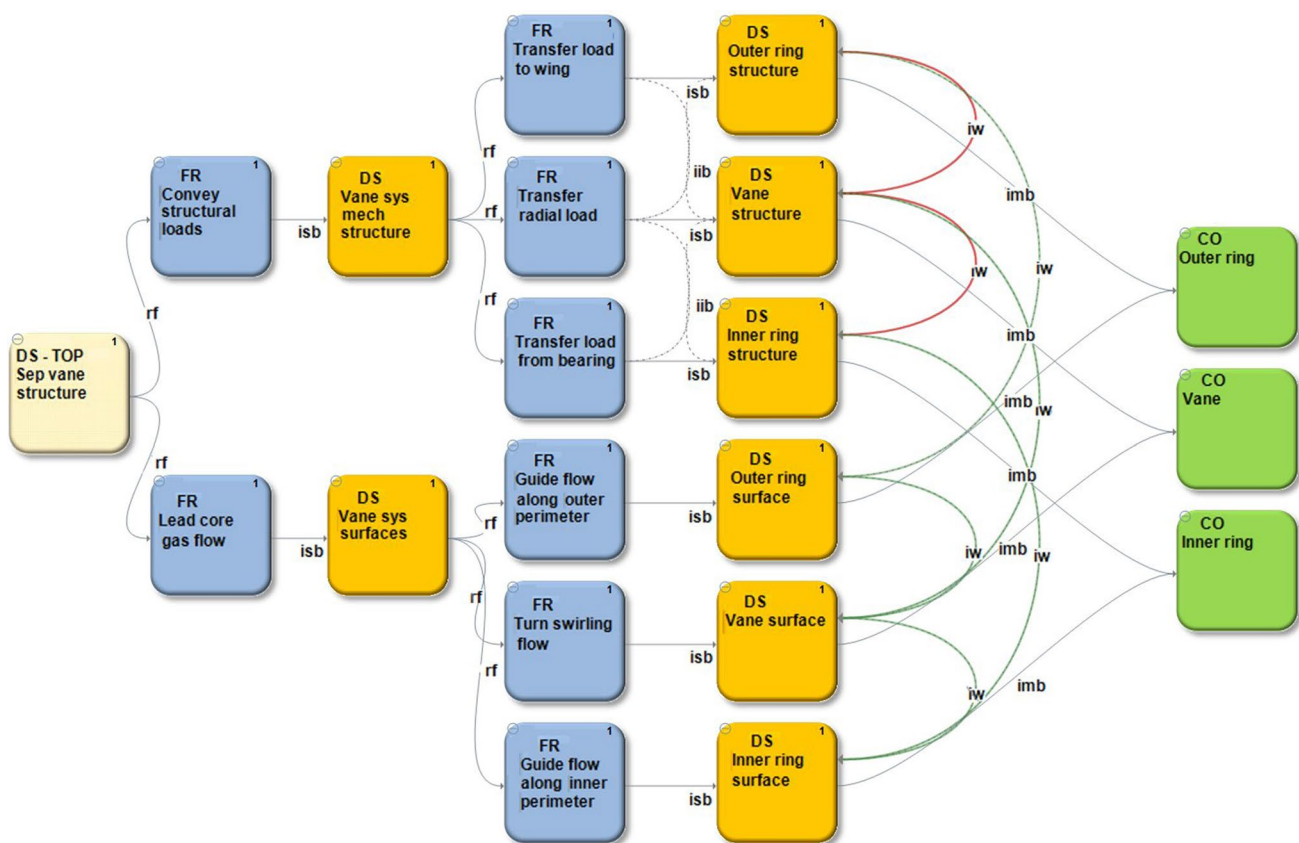 DS - TOP 1
Sep vane
structure
rf
rf
FR 1
Convey
structural
loads
isb
FR 1
Lead core
gas flow
isb
DS 1
Vane sys
mech
structure
rf
rf
rf
DS 1
Vane sys
surfaces
rf
rf
rf
FR 1
Transfer load
to wing
isb
FR 1
Transfer
radial load
iib
isb
FR 1
Transfer load
from bearing
iib
isb
FR 1
Guide flow
along outer
perimeter
isb
FR 1
Turn swirling
flow
isb
FR 1
Guide flow
along inner
perimeter
isb
DS 1
Outer ring
structure
DS 1
Vane
structure
DS 1
Inner ring
structure
DS 1
Outer ring
surface
DS 1
Vane surface
DS 1
Inner ring
surface
iw
imb
iw
iw
imb
imb
iw
imb
iw
imb
iw
iw
imb
CO 1
Outer ring
CO 1
Vane
CO 1
Inner ring